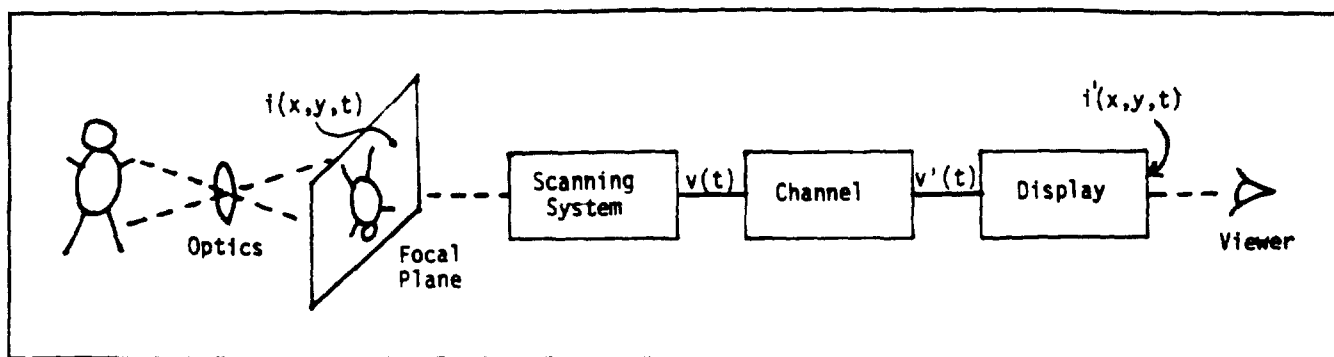 i(x,y,t)
Optics
Focal
Plane
Scanning
System
v(t)
Channel
v'(t)
Display
i'(x,y,t)
Viewer